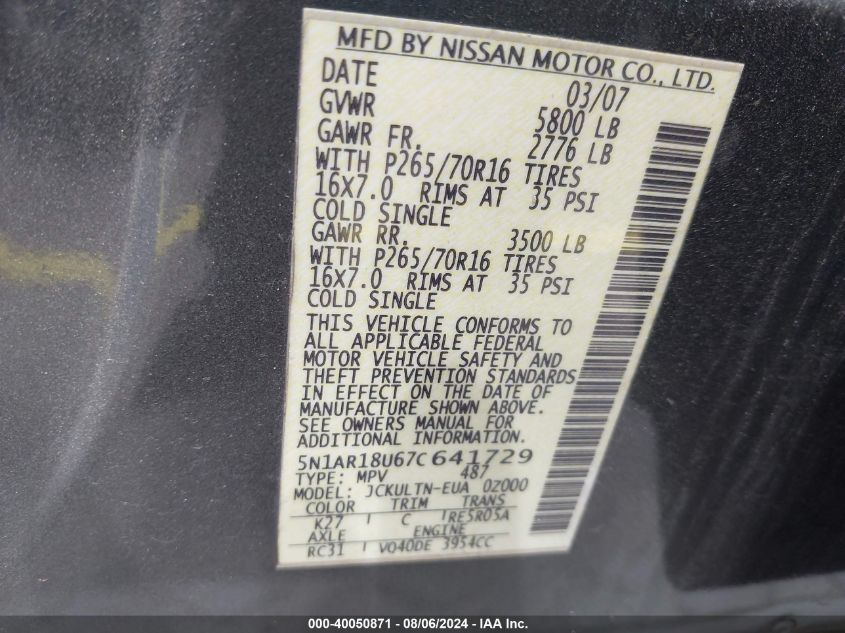 MFD BY NISSAN MOTOR CO., LTD.
DATE 03/07
GVWR 5800 LB
GAWR FR. 2776 LB
WITH P265/70R16 TIRES
16X7.0 RIMS AT 35 PSI
COLD SINGLE
GAWR RR. 3500 LB
WITH P265/70R16 TIRES
16X7.0 RIMS AT 35 PSI
COLD SINGLE
THIS VEHICLE CONFORMS TO
ALL APPLICABLE FEDERAL
MOTOR VEHICLE SAFETY AND
THEFT PREVENTION STANDARDS
IN EFFECT ON THE DATE OF
MANUFACTURE SHOWN ABOVE.
SEE OWNERS MANUAL FOR
ADDITIONAL INFORMATION.
5N1AR18U67C641729
TYPE: MPV 487
MODEL: JCKULTN-EUA 0Z000
COLOR TRIM TRANS
K27 C RE5R05A
AXLE ENGINE
RC31 VQ40DE 3954CC
000-40050871 - 08/06/2024 - IAA Inc.